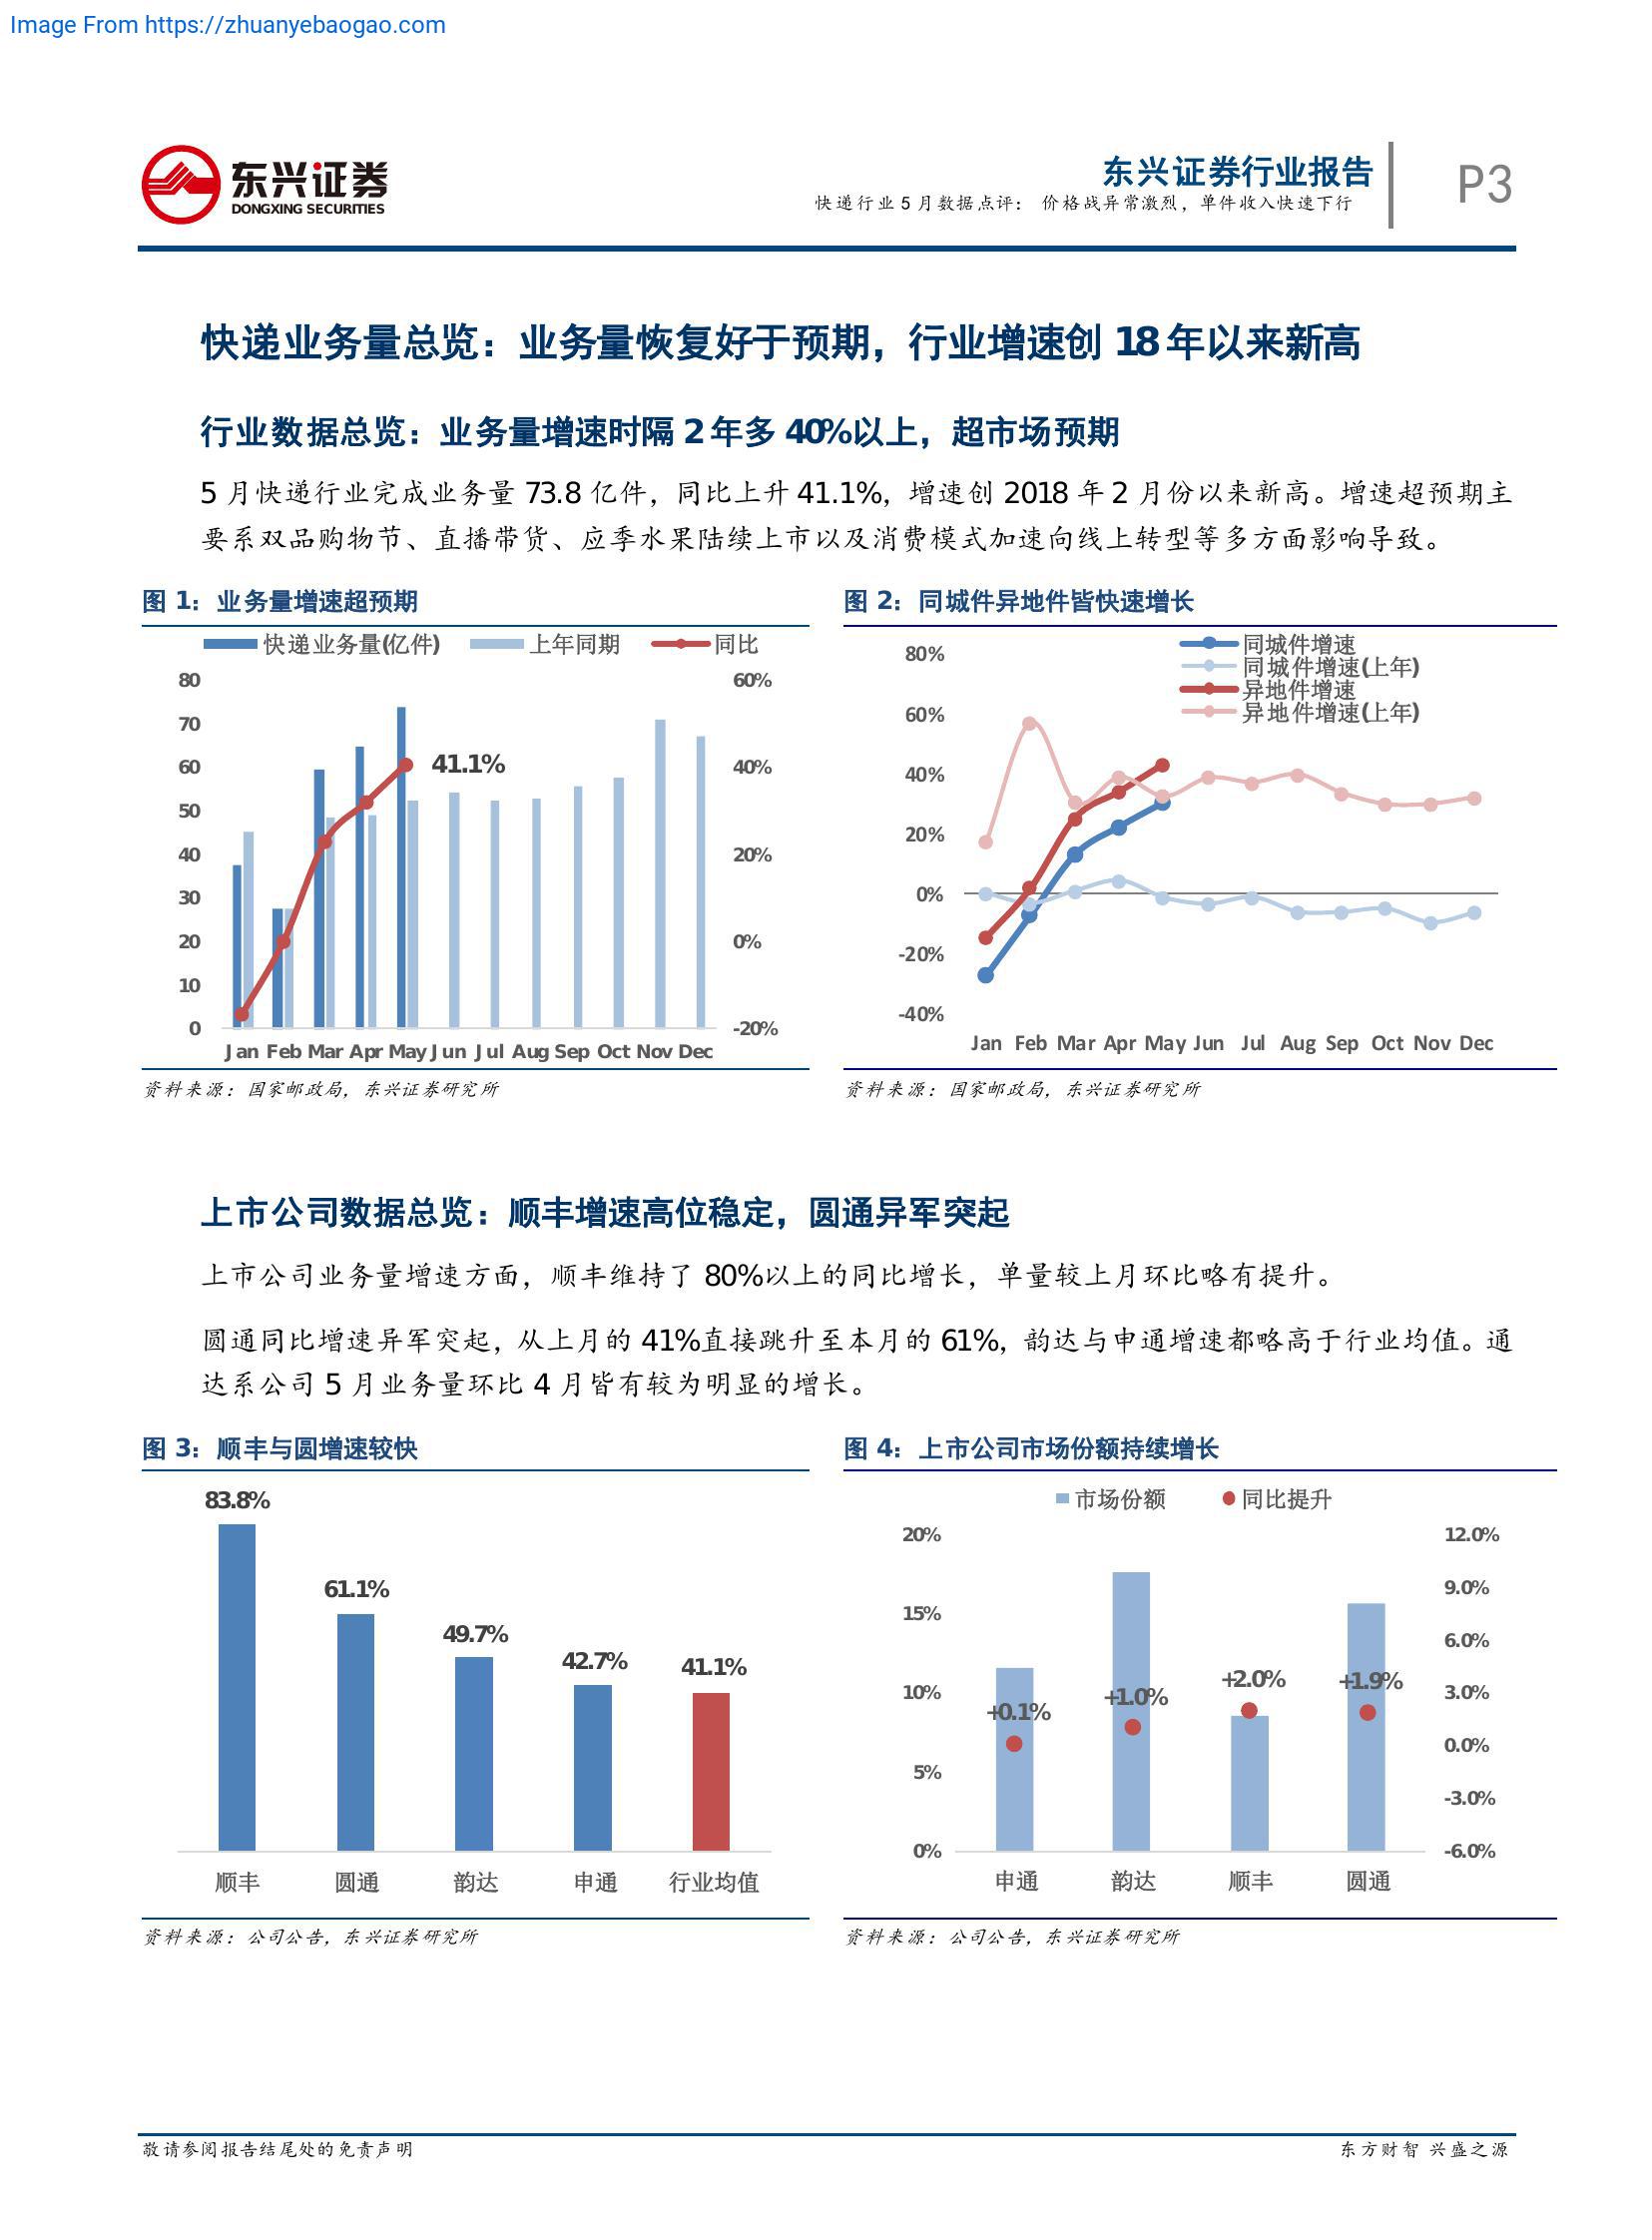 Image From https://zhuanyebaogao.com
东兴证券
DONGXING SECURITIES
东兴证券行业报告
快递行业 5 月数据点评： 价格战异常激烈，单件收入快速下行
P3
快递业务量总览：业务量恢复好于预期，行业增速创 18 年以来新高
行业数据总览：业务量增速时隔 2 年多 40%以上，超市场预期
5 月快递行业完成业务量 73.8 亿件，同比上升 41.1%，增速创 2018 年 2 月份以来新高。增速超预期主
要系双品购物节、直播带货、应季水果陆续上市以及消费模式加速向线上转型等多方面影响导致。
图 1：业务量增速超预期
快递业务量(亿件) 上年同期 同比
80
70
60
50
40
30
20
10
0
60%
40%
20%
0%
-20%
41.1%
Jan Feb Mar Apr May Jun Jul Aug Sep Oct Nov Dec
资料来源：国家邮政局，东兴证券研究所
图 2：同城件异地件皆快速增长
同城件增速
同城件增速(上年)
异地件增速
异地件增速(上年)
80%
60%
40%
20%
0%
-20%
-40%
Jan Feb Mar Apr May Jun Jul Aug Sep Oct Nov Dec
资料来源：国家邮政局，东兴证券研究所
上市公司数据总览：顺丰增速高位稳定，圆通异军突起
上市公司业务量增速方面，顺丰维持了 80%以上的同比增长，单量较上月环比略有提升。
圆通同比增速异军突起，从上月的 41%直接跳升至本月的 61%，韵达与申通增速都略高于行业均值。通
达系公司 5 月业务量环比 4 月皆有较为明显的增长。
图 3：顺丰与圆增速较快
83.8%
61.1%
49.7%
42.7%
41.1%
顺丰 圆通 韵达 申通 行业均值
资料来源：公司公告，东兴证券研究所
图 4：上市公司市场份额持续增长
市场份额 同比提升
20%
15%
10%
5%
0%
12.0%
9.0%
6.0%
3.0%
0.0%
-3.0%
-6.0%
+0.1%
+1.0%
+2.0%
+1.9%
申通 韵达 顺丰 圆通
资料来源：公司公告，东兴证券研究所
敬请参阅报告结尾处的免责声明
东方财智 兴盛之源